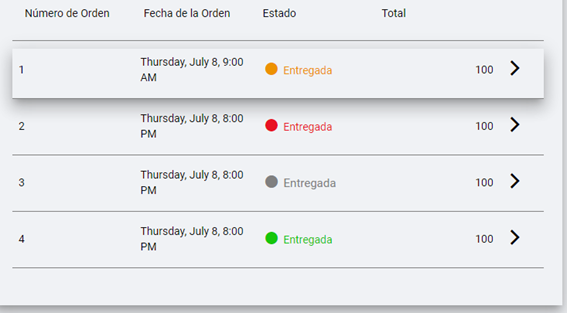 Número de Orden Fecha de la Orden Estado Total
1 Thursday, July 8, 9:00 AM Entregada 100
2 Thursday, July 8, 8:00 PM Entregada 100
3 Thursday, July 8, 8:00 PM Entregada 100
4 Thursday, July 8, 8:00 PM Entregada 100